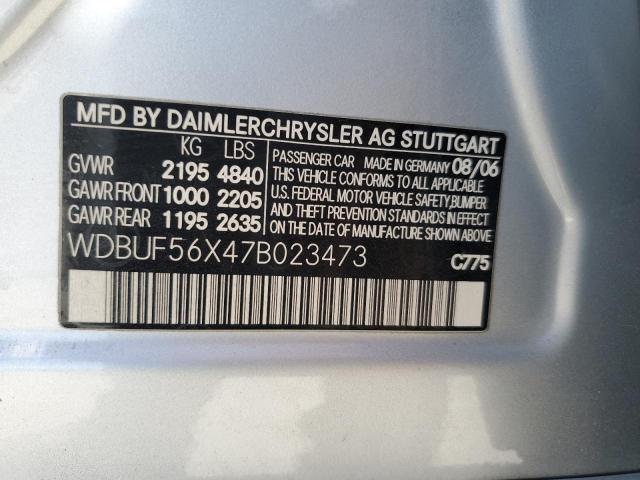 MFD BY DAIMLERCHRYSLER AG STUTTGART
KG LBS
GVWR 2195 4840
GAWR FRONT 1000 2205
GAWR REAR 1195 2635
PASSENGER CAR MADE IN GERMANY 08/06
THIS VEHICLE CONFORMS TO ALL APPLICABLE
U.S. FEDERAL MOTOR VEHICLE SAFETY,BUMPER
AND THEFT PREVENTION STANDARDS IN EFFECT
ON THE DATE OF MANUFACTURE SHOWN ABOVE
WDBUF56X47B023473
C775